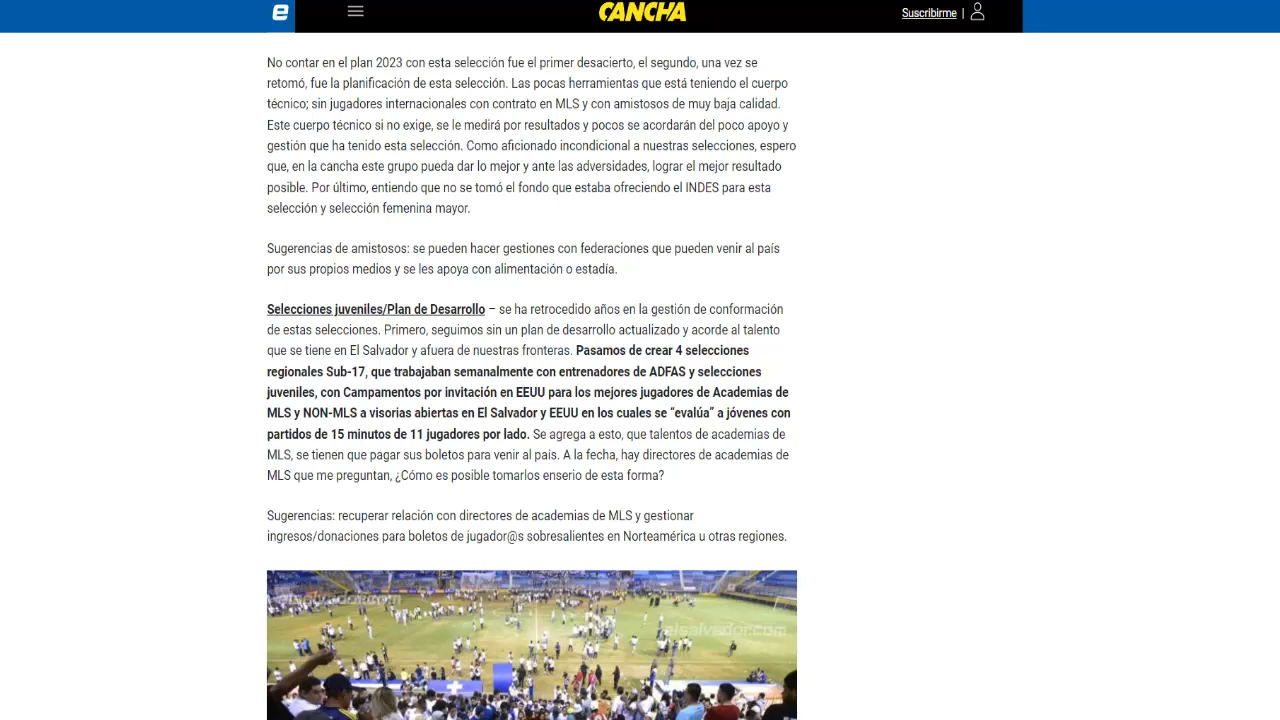 e
CANCHA
Suscribirme |
No contar en el plan 2023 con esta selección fue el primer desacierto, el segundo, una vez se
retomó, fue la planificación de esta selección. Las pocas herramientas que está teniendo el cuerpo
técnico; sin jugadores internacionales con contrato en MLS y con amistosos de muy baja calidad.
Este cuerpo técnico si no exige, se le medirá por resultados y pocos se acordarán del poco apoyo y
gestión que ha tenido esta selección. Como aficionado incondicional a nuestras selecciones, espero
que, en la cancha este grupo pueda dar lo mejor y ante las adversidades, lograr el mejor resultado
posible. Por último, entiendo que no se tomó el fondo que estaba ofreciendo el INDES para esta
selección y selección femenina mayor.
Sugerencias de amistosos: se pueden hacer gestiones con federaciones que pueden venir al país
por sus propios medios y se les apoya con alimentación o estadía.
Selecciones juveniles/Plan de Desarrollo – se ha retrocedido años en la gestión de conformación
de estas selecciones. Primero, seguimos sin un plan de desarrollo actualizado y acorde al talento
que se tiene en El Salvador y afuera de nuestras fronteras. Pasamos de crear 4 selecciones
regionales Sub-17, que trabajaban semanalmente con entrenadores de ADFAS y selecciones
juveniles, con Campamentos por invitación en EEUU para los mejores jugadores de Academias de
MLS y NON-MLS a visorias abiertas en El Salvador y EEUU en los cuales se “evalúa” a jóvenes con
partidos de 15 minutos de 11 jugadores por lado. Se agrega a esto, que talentos de academias de
MLS, se tienen que pagar sus boletos para venir al país. A la fecha, hay directores de academias de
MLS que me preguntan, ¿Cómo es posible tomarlos enserio de esta forma?
Sugerencias: recuperar relación con directores de academias de MLS y gestionar
ingresos/donaciones para boletos de jugador@s sobresalientes en Norteamérica u otras regiones.
elsalvador.com
elsalvador.com